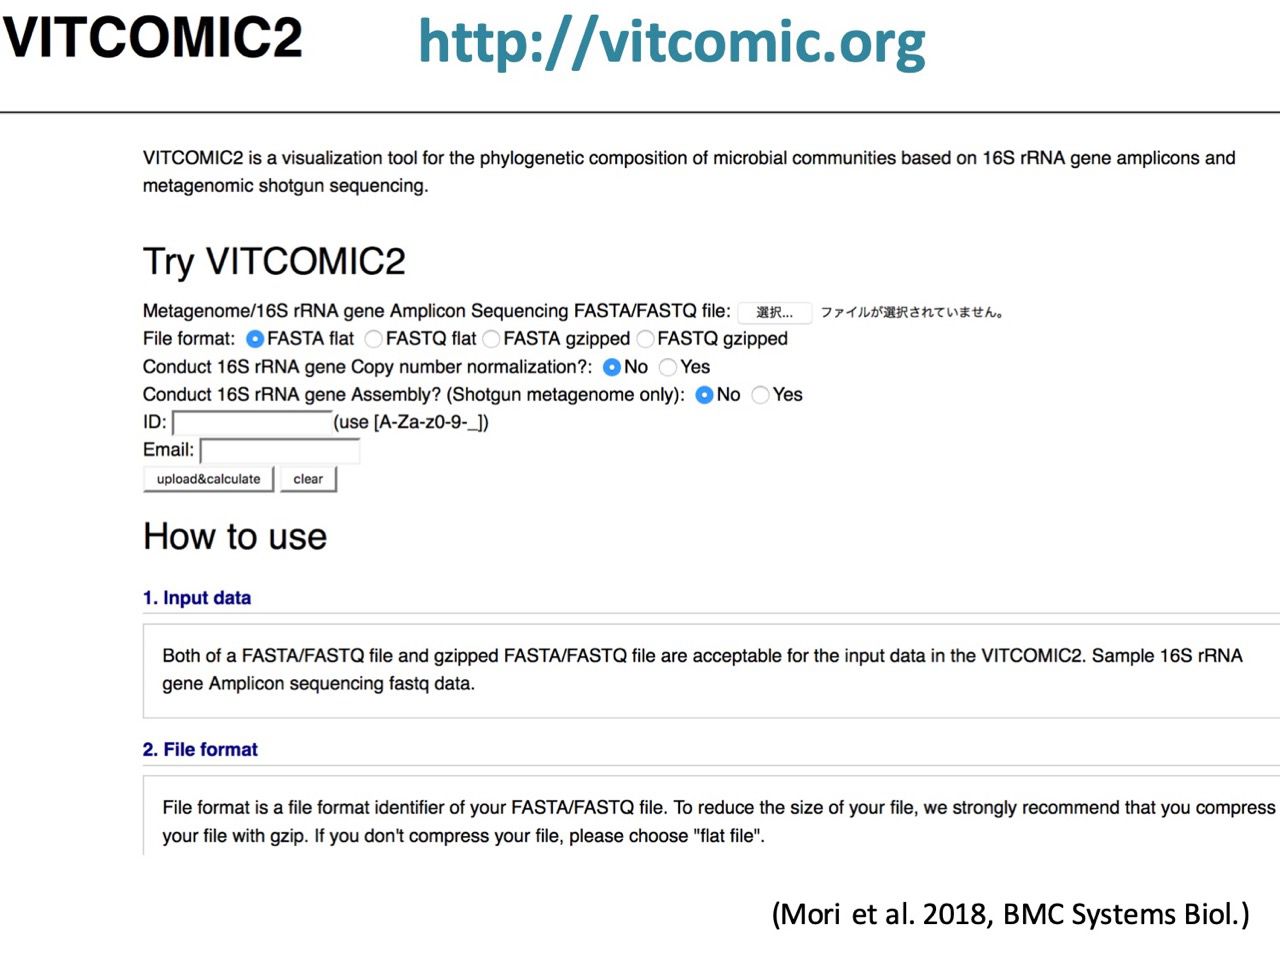 VITCOMIC2
http://vitcomic.org
VITCOMIC2 is a visualization tool for the phylogenetic composition of microbial communities based on 16S rRNA gene amplicons and
metagenomic shotgun sequencing.
Try VITCOMIC2
Metagenome/16S rRNA gene Amplicon Sequencing FASTA/FASTQ file: 選択... ファイルが選択されていません。
File format: FASTA flat FASTQ flat FASTA gzipped FASTQ gzipped
Conduct 16S rRNA gene Copy number normalization?: No Yes
Conduct 16S rRNA gene Assembly? (Shotgun metagenome only): No Yes
ID: (use [A-Za-z0-9-_])
Email:
upload&calculate clear
How to use
1. Input data
Both of a FASTA/FASTQ file and gzipped FASTA/FASTQ file are acceptable for the input data in the VITCOMIC2. Sample 16S rRNA
gene Amplicon sequencing fastq data.
2. File format
File format is a file format identifier of your FASTA/FASTQ file. To reduce the size of your file, we strongly recommend that you compress
your file with gzip. If you don't compress your file, please choose "flat file".
(Mori et al. 2018, BMC Systems Biol.)